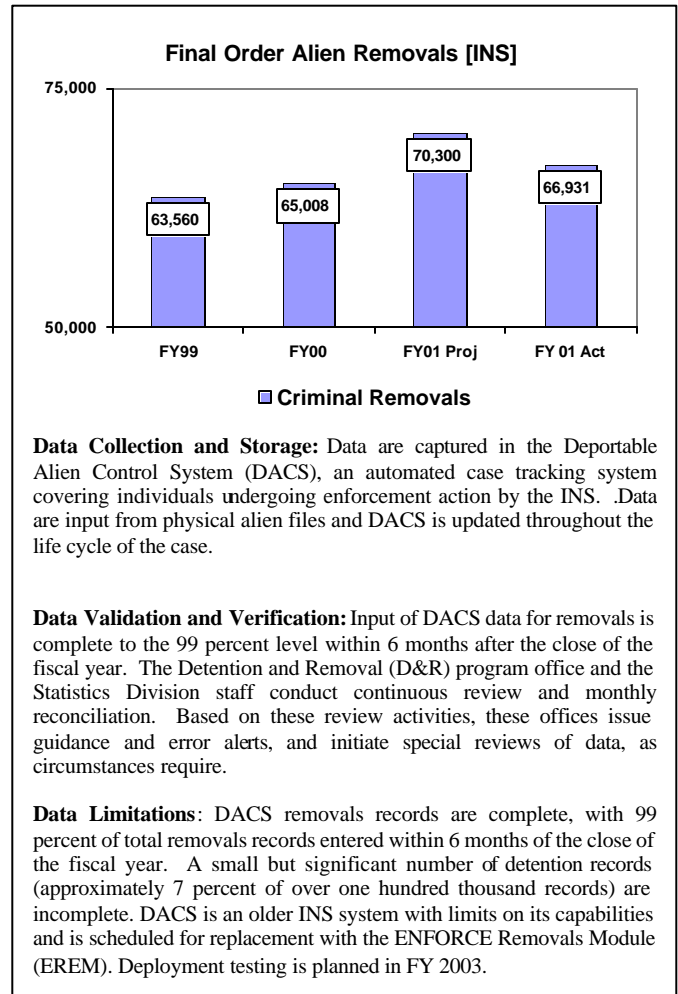 Final Order Alien Removals [INS]
75,000
70,300
66,931
65,008
63,560
50,000
FY99 FY00 FY01 Proj FY 01 Act
Criminal Removals
Data Collection and Storage: Data are captured in the Deportable
Alien Control System (DACS), an automated case tracking system
covering individuals undergoing enforcement action by the INS. .Data
are input from physical alien files and DACS is updated throughout the
life cycle of the case.
Data Validation and Verification: Input of DACS data for removals is
complete to the 99 percent level within 6 months after the close of the
fiscal year. The Detention and Removal (D&R) program office and the
Statistics Division staff conduct continuous review and monthly
reconciliation. Based on these review activities, these offices issue
guidance and error alerts, and initiate special reviews of data, as
circumstances require.
Data Limitations: DACS removals records are complete, with 99
percent of total removals records entered within 6 months of the close of
the fiscal year. A small but significant number of detention records
(approximately 7 percent of over one hundred thousand records) are
incomplete. DACS is an older INS system with limits on its capabilities
and is scheduled for replacement with the ENFORCE Removals Module
(EREM). Deployment testing is planned in FY 2003.